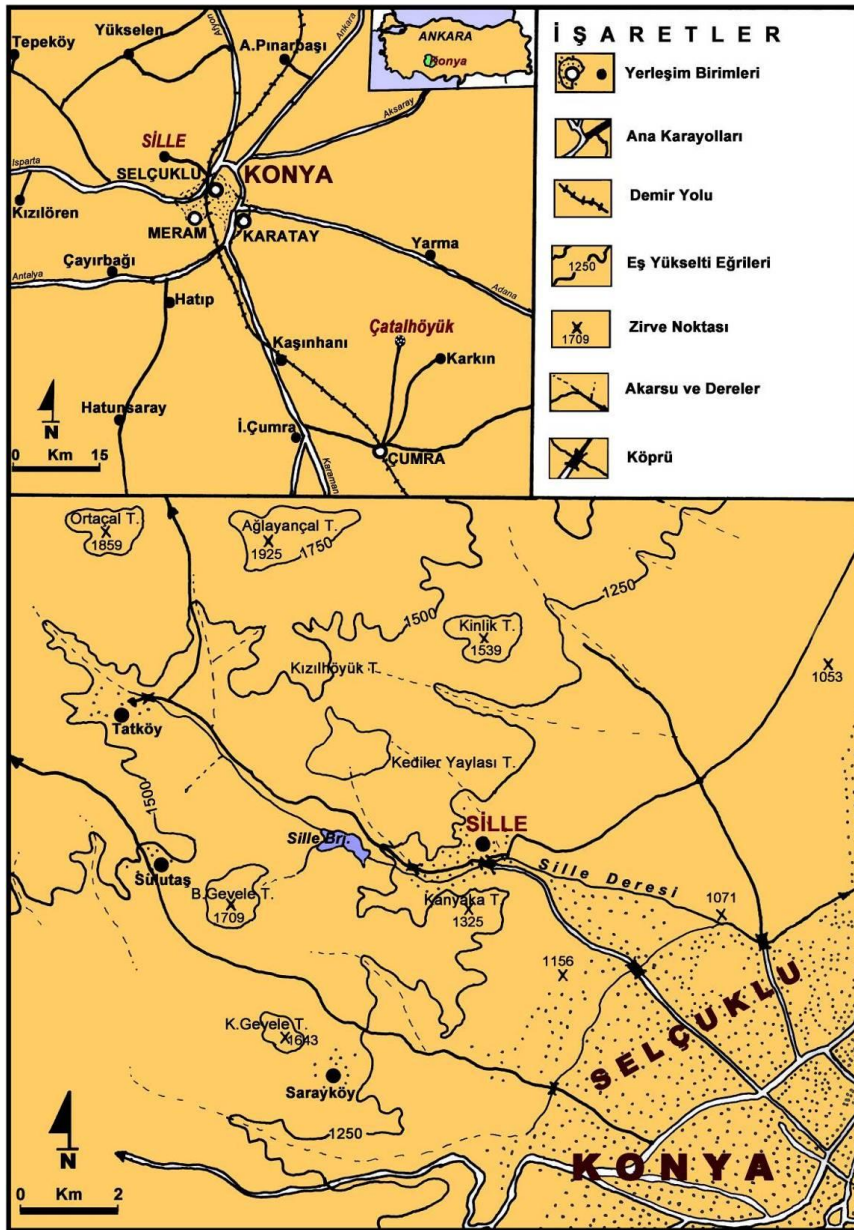 Tepeköy
Yükselen
Afyon
Ankara
A.Pınarbaşı
ANKARA
Konya
Aksaray
SİLLE
Isparta
SELÇUKLU
KONYA
Kızılören
MERAM
KARATAY
Yarma
Çayırbağı
Antalya
Adana
Hatıp
Çatalhöyük
Kaşınhanı
Karkın
Hatunsaray
İ.Çumra
ÇUMRA
Karaman
N
0 Km 15
İŞARETLER
Yerleşim Birimleri
Ana Karayolları
Demir Yolu
1250
Eş Yükselti Eğrileri
1709
Zirve Noktası
Akarsu ve Dereler
Köprü
Ortaçal T.
1859
Ağlayançal T.
1925
1750
1500
1250
Kinlik T.
1539
1053
Kızılhöyük T.
Tatköy
Kediler Yaylası T.
1500
SİLLE
Sille Brj.
Sille Deresi
Sulutaş
B.Gevele T.
1709
Kanyaka T.
1325
1071
1156
K.Gevele T.
1643
Sarayköy
SELÇUKLU
1250
KONYA
N
0 Km 2